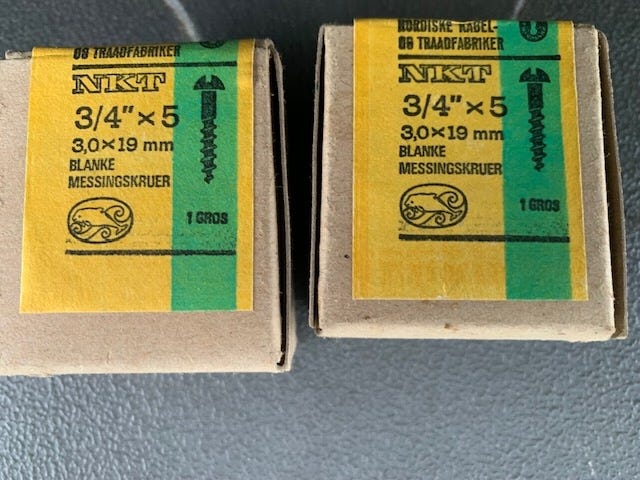 OG TRAADFABRIKER
NKT
3/4" × 5
3,0 × 19 mm
BLANKE
MESSINGSKRUER
1 GROS
NORDISKE KABEL-
OG TRAADFABRIKER
NKT
3/4" × 5
3,0 × 19 mm
BLANKE
MESSINGSKRUER
1 GROS